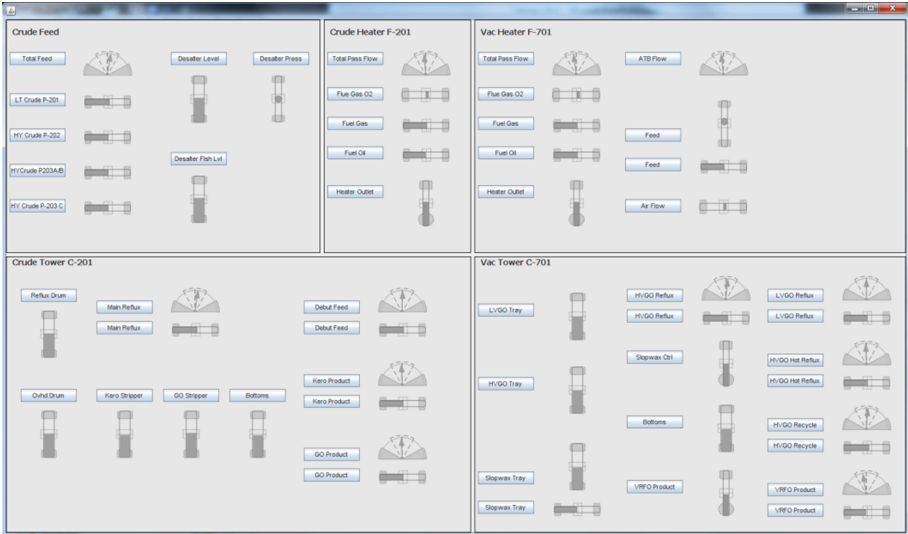 Crude Feed
Total Feed
Desalter Level
Desalter Press
LT Crude P-201
HY Crude P-202
Desalter Flsh Lvl
HYCrude P203A/B
HY Crude P-203 C
Crude Heater F-201
Total Pass Flow
Flue Gas O2
Fuel Gas
Fuel Oil
Heater Outlet
Vac Heater F-701
Total Pass Flow
ATB Flow
Flue Gas O2
Fuel Gas
Feed
Fuel Oil
Feed
Heater Outlet
Air Flow
Crude Tower C-201
Reflux Drum
Main Reflux
Debut Feed
Main Reflux
Debut Feed
Kero Product
Ovhd Drum
Kero Stripper
GO Stripper
Bottoms
Kero Product
GO Product
GO Product
Vac Tower C-701
HVGO Reflux
LVGO Reflux
LVGO Tray
HVGO Reflux
LVGO Reflux
Slopwax Ctrl
HVGO Hot Reflux
HVGO Tray
HVGO Hot Reflux
Bottoms
HVGO Recycle
HVGO Recycle
Slopwax Tray
VRFO Product
VRFO Product
Slopwax Tray
VRFO Product